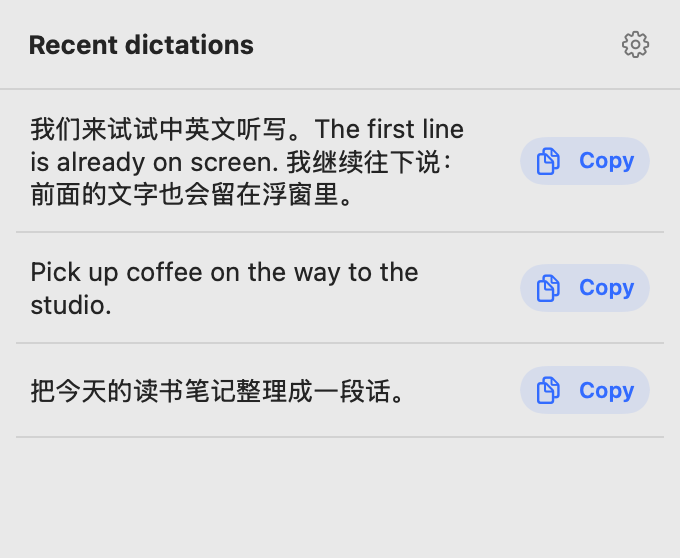 Recent dictations
我们来试试中英文听写。The first line
is already on screen. 我继续往下说：
前面的文字也会留在浮窗里。
Copy
Pick up coffee on the way to the
studio.
Copy
把今天的读书笔记整理成一段话。
Copy